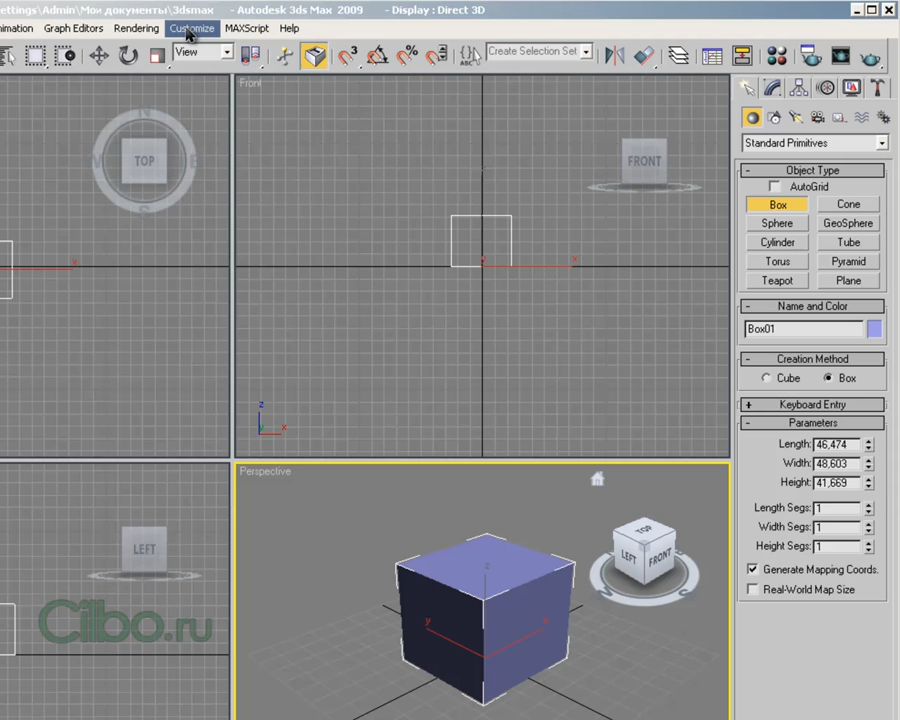 ettings\Admin\Мои документы\3dsmax - Autodesk 3ds Max 2009 - Display : Direct 3D
nimation Graph Editors Rendering Customize MAXScript Help
View
3
%
ABC
Create Selection Set
Front
N
TOP
S
FRONT
x
x
z
y
x
LEFT
Cilbo.ru
Perspective
TOP
LEFT
FRONT
S
z
y
x
Standard Primitives
- Object Type
AutoGrid
Box Cone
Sphere GeoSphere
Cylinder Tube
Torus Pyramid
Teapot Plane
- Name and Color
Box01
- Creation Method
Cube Box
+ Keyboard Entry
- Parameters
Length: 46,474
Width: 48,603
Height: 41,669
Length Segs: 1
Width Segs: 1
Height Segs: 1
Generate Mapping Coords.
Real-World Map Size